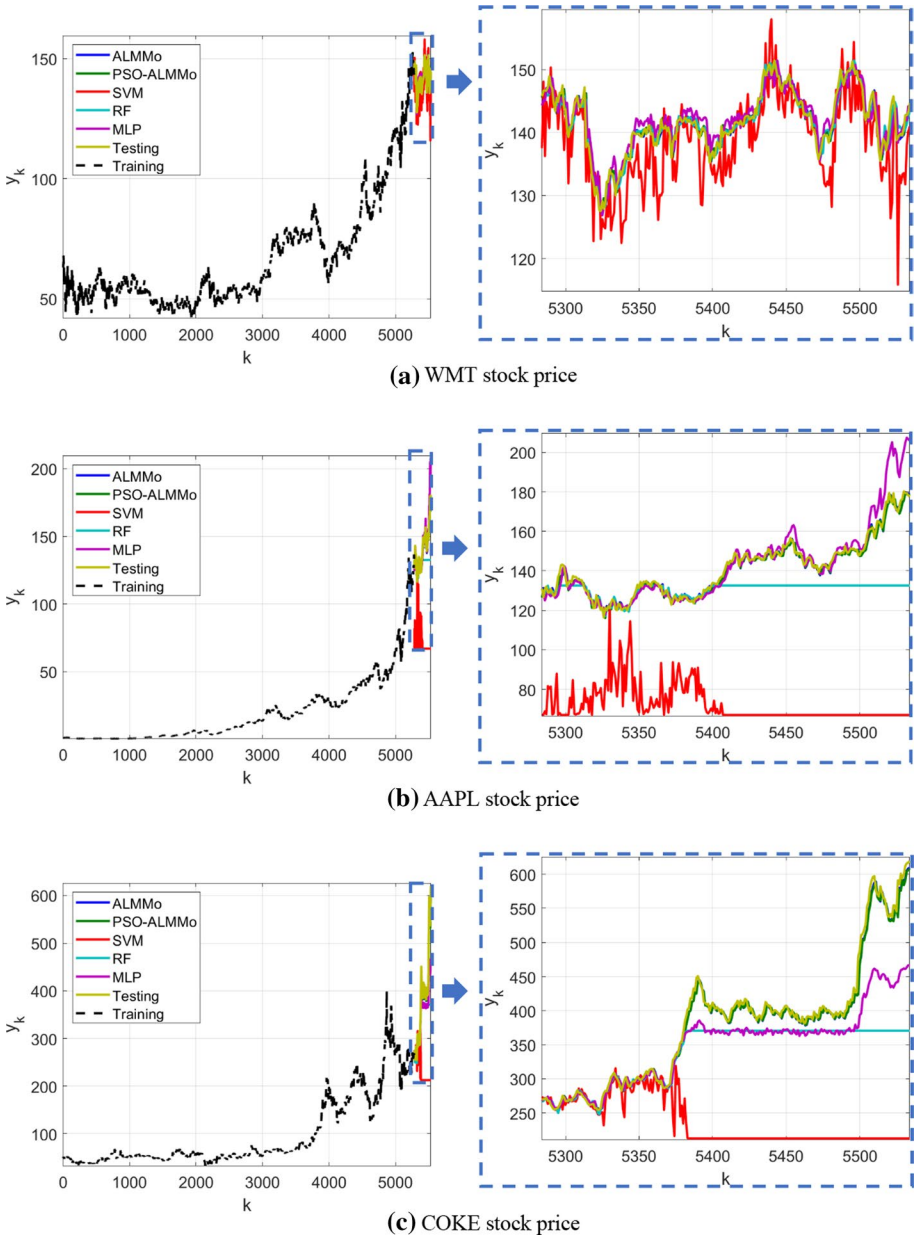 150
100
50
y_k
0 1000 2000 3000 4000 5000
k
ALMMo
PSO-ALMMo
SVM
RF
MLP
Testing
Training
150
140
130
120
y_k
5300 5350 5400 5450 5500
k
(a) WMT stock price
200
150
100
50
y_k
0 1000 2000 3000 4000 5000
k
ALMMo
PSO-ALMMo
SVM
RF
MLP
Testing
Training
200
180
160
140
120
100
80
y_k
5300 5350 5400 5450 5500
k
(b) AAPL stock price
600
500
400
300
200
100
y_k
0 1000 2000 3000 4000 5000
k
ALMMo
PSO-ALMMo
SVM
RF
MLP
Testing
Training
600
550
500
450
400
350
300
250
y_k
5300 5350 5400 5450 5500
k
(c) COKE stock price